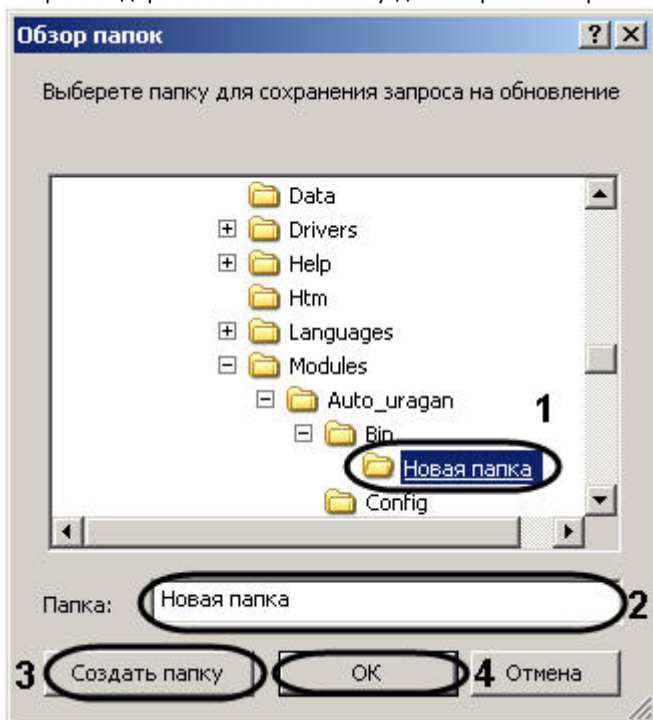 Обзор папок
Выберете папку для сохранения запроса на обновление
Data
Drivers
Help
Htm
Languages
Modules
Auto_uragan
1
Bin
Новая папка
Config
Папка: Новая папка 2
3 Создать папку OK 4 Отмена